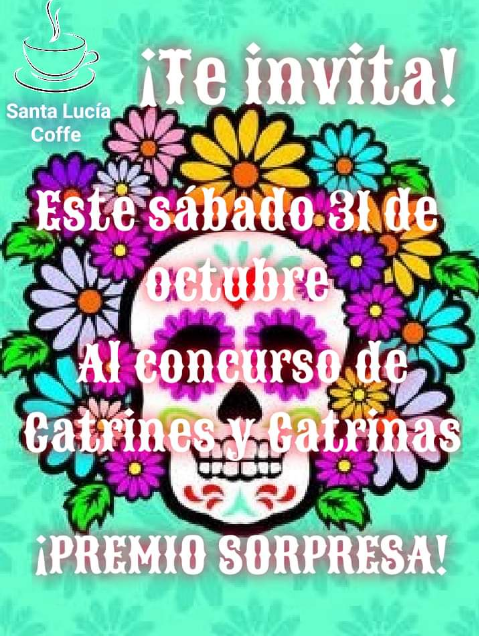 ¡Te invita!
Santa Lucía
Coffe
Este sábado 31 de
octubre
Al concurso de
Catrines y Catrinas
¡PREMIO SORPRESA!